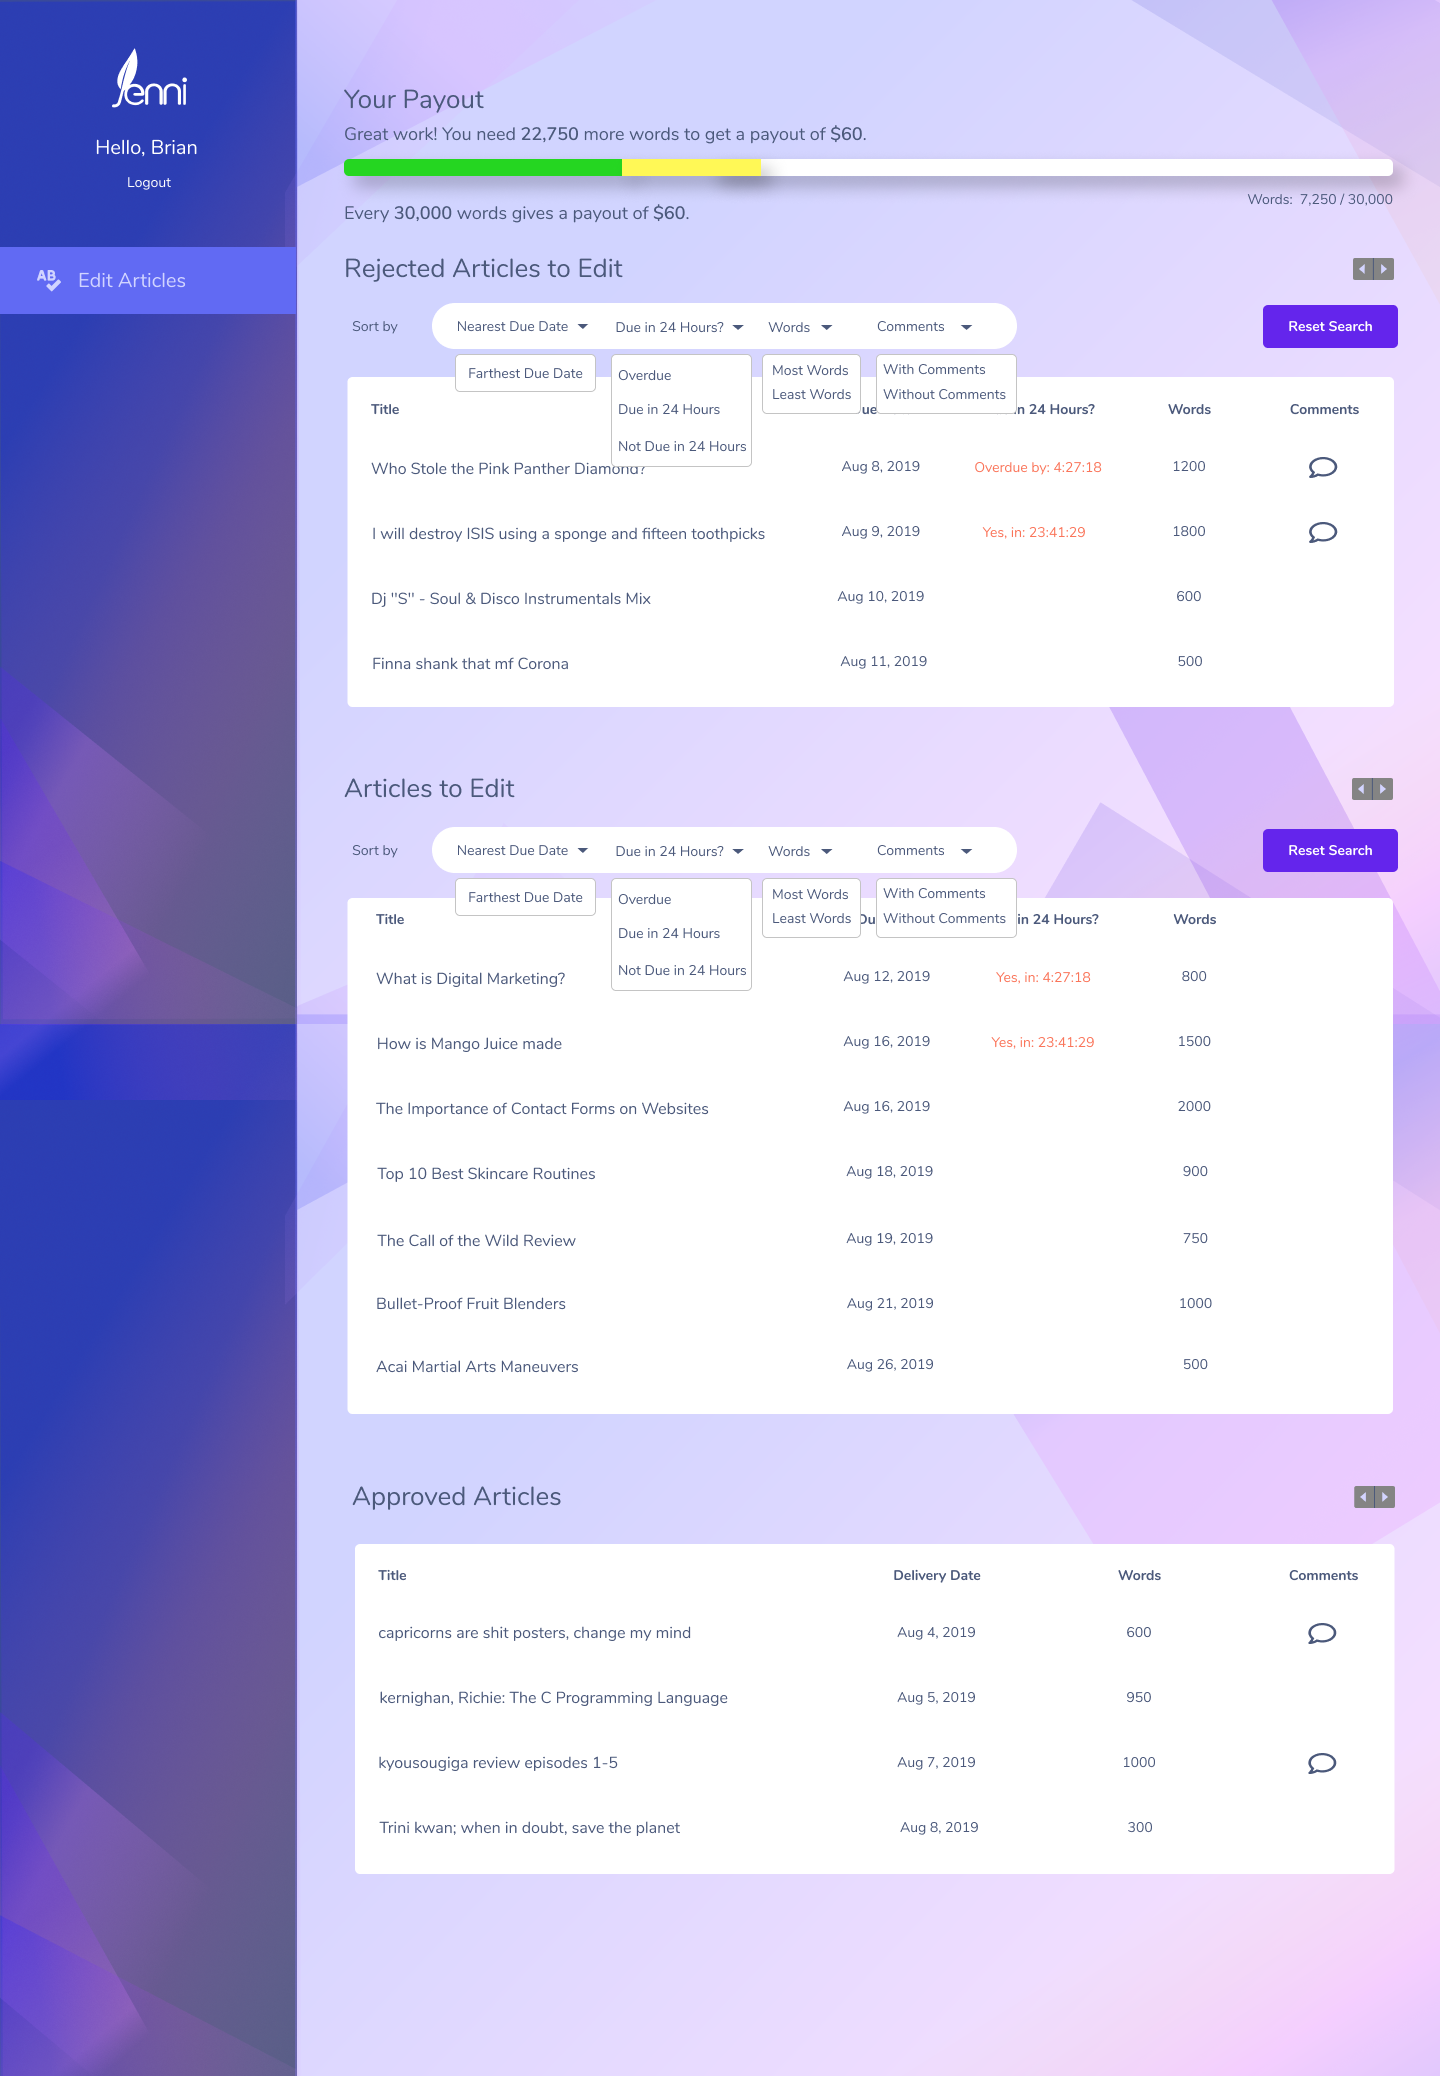 Jenni
Hello, Brian
Logout
Edit Articles
Your Payout
Great work! You need 22,750 more words to get a payout of $60.
Words: 7,250 / 30,000
Every 30,000 words gives a payout of $60.
Rejected Articles to Edit
Sort by Nearest Due Date Due in 24 Hours? Words Comments Reset Search
Farthest Due Date
Overdue
Due in 24 Hours
Not Due in 24 Hours
Most Words
Least Words
With Comments
Without Comments
Title in 24 Hours? Words Comments
Who Stole the Pink Panther Diamond? Aug 8, 2019 Overdue by: 4:27:18 1200
I will destroy ISIS using a sponge and fifteen toothpicks Aug 9, 2019 Yes, in: 23:41:29 1800
Dj "S" - Soul & Disco Instrumentals Mix Aug 10, 2019 600
Finna shank that mf Corona Aug 11, 2019 500
Articles to Edit
Sort by Nearest Due Date Due in 24 Hours? Words Comments Reset Search
Farthest Due Date
Overdue
Due in 24 Hours
Not Due in 24 Hours
Most Words
Least Words
With Comments
Without Comments
Title in 24 Hours? Words
What is Digital Marketing? Aug 12, 2019 Yes, in: 4:27:18 800
How is Mango Juice made Aug 16, 2019 Yes, in: 23:41:29 1500
The Importance of Contact Forms on Websites Aug 16, 2019 2000
Top 10 Best Skincare Routines Aug 18, 2019 900
The Call of the Wild Review Aug 19, 2019 750
Bullet-Proof Fruit Blenders Aug 21, 2019 1000
Acai Martial Arts Maneuvers Aug 26, 2019 500
Approved Articles
Title Delivery Date Words Comments
capricorns are shit posters, change my mind Aug 4, 2019 600
kernighan, Richie: The C Programming Language Aug 5, 2019 950
kyousougiga review episodes 1-5 Aug 7, 2019 1000
Trini kwan; when in doubt, save the planet Aug 8, 2019 300